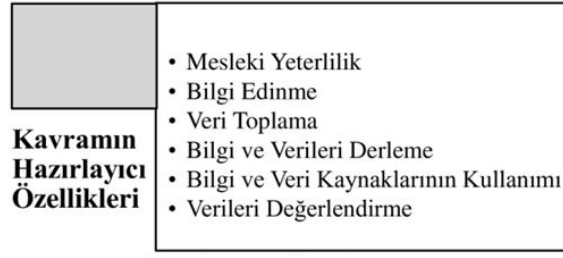 Kavramın
Hazırlayıcı
Özellikleri
• Mesleki Yeterlilik
• Bilgi Edinme
• Veri Toplama
• Bilgi ve Verileri Derleme
• Bilgi ve Veri Kaynaklarının Kullanımı
• Verileri Değerlendirme